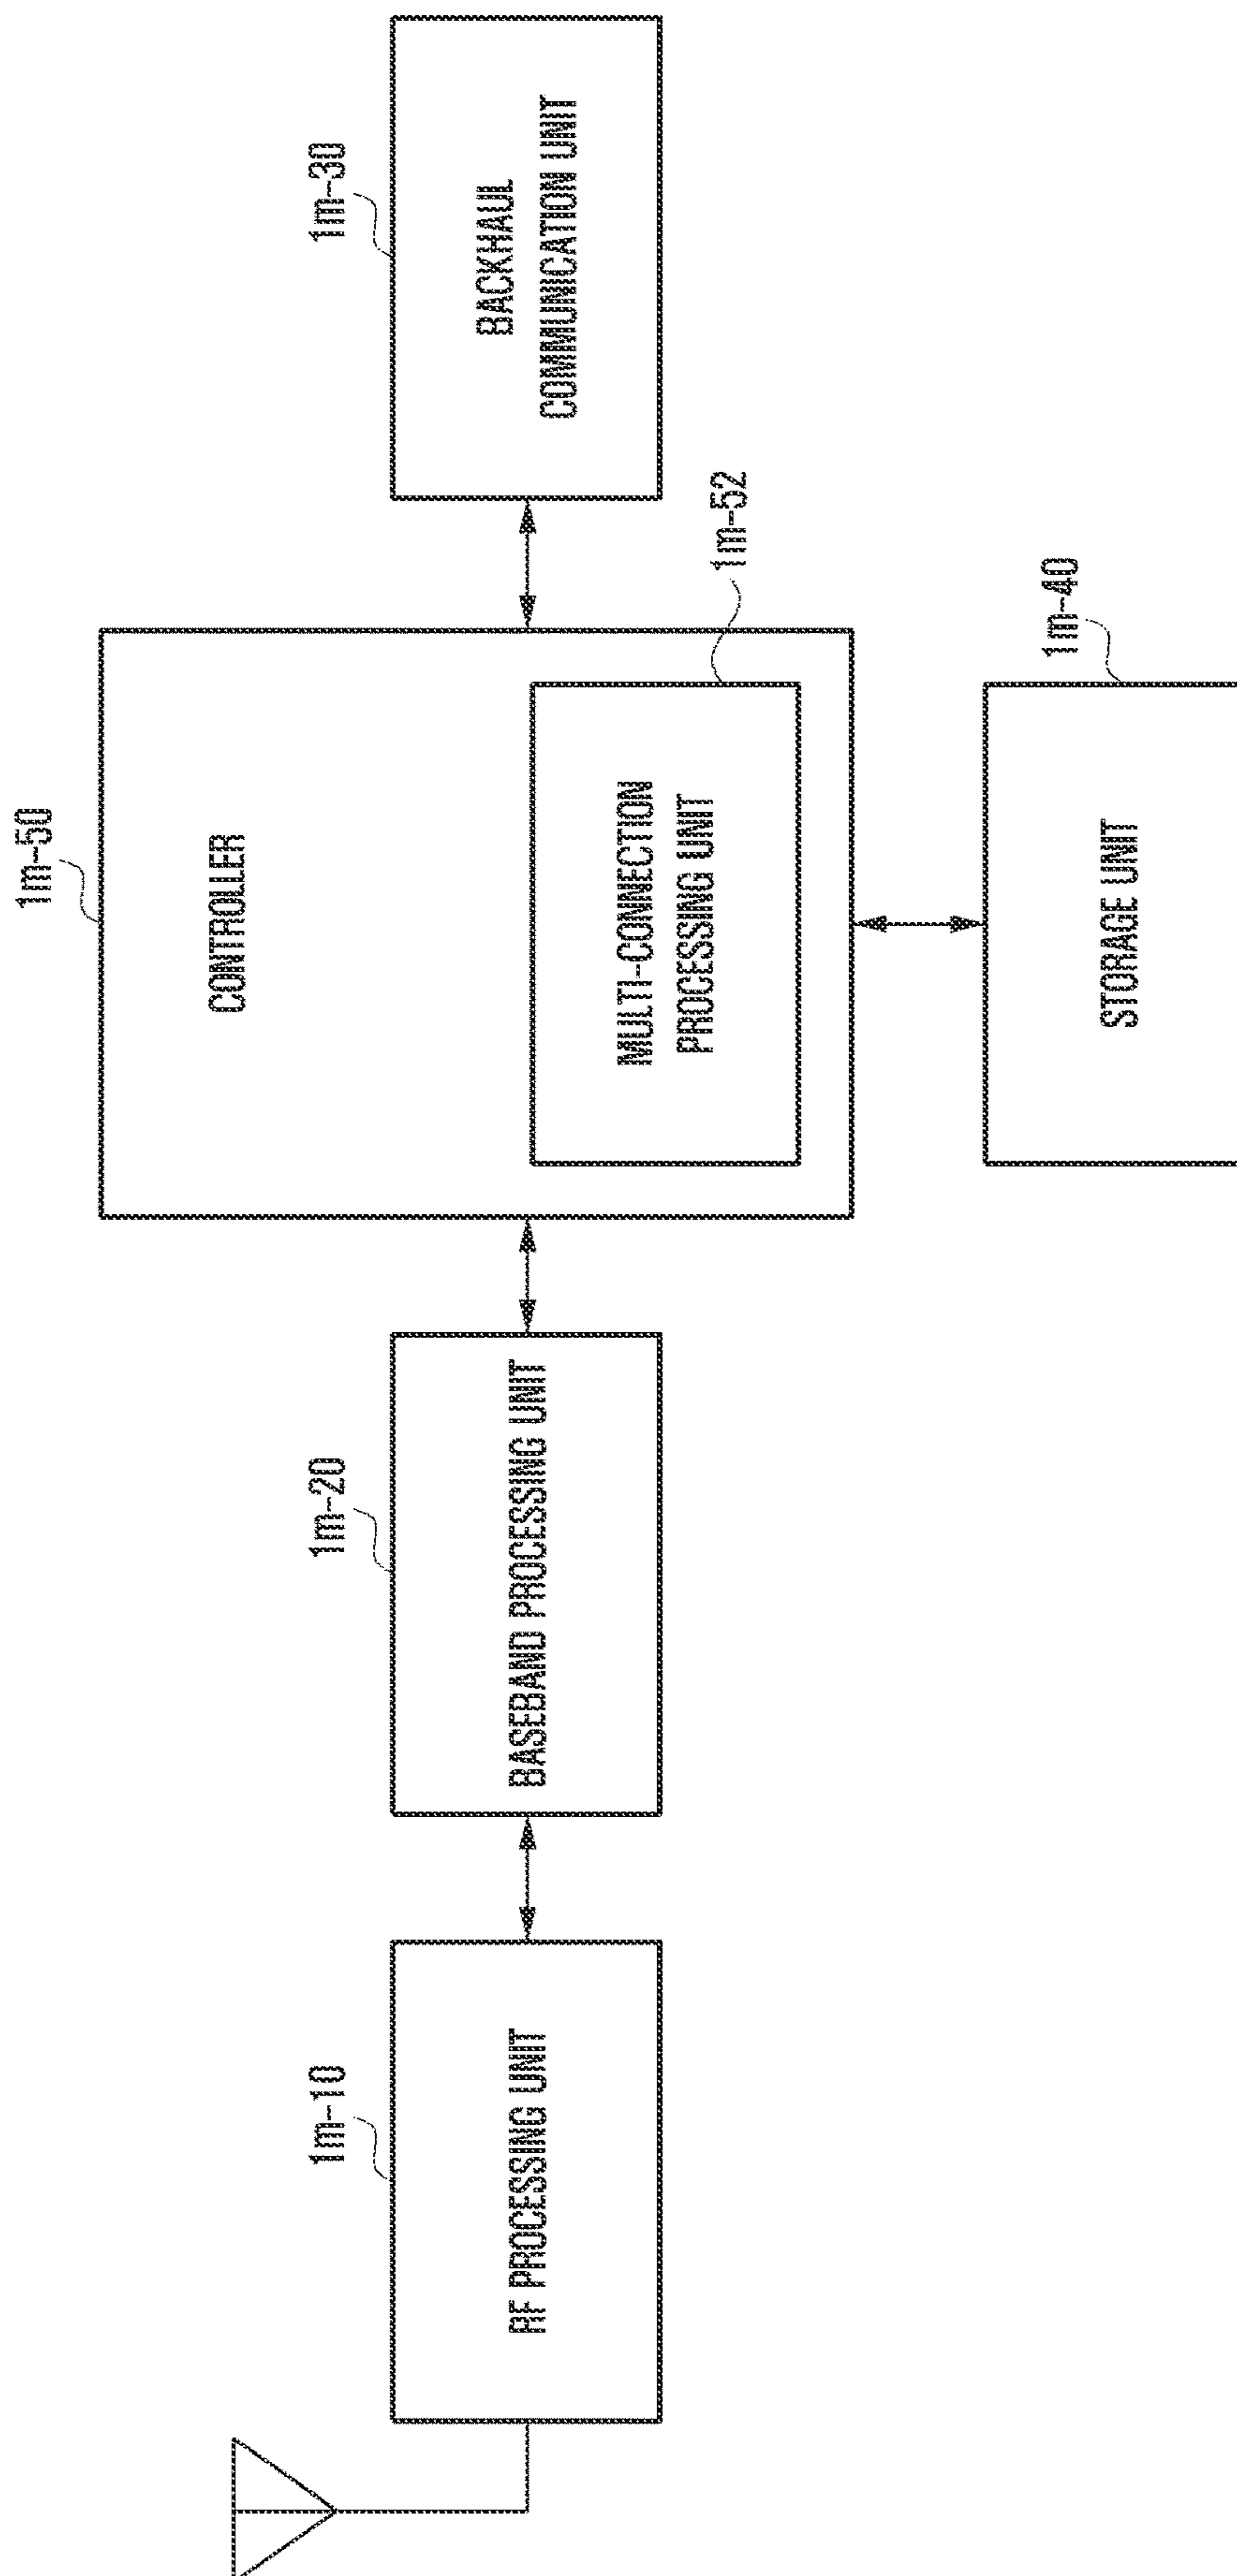 1m-50
CONTROLLER
1m-10
RF PROCESSING UNIT
1m-20
BASEBAND PROCESSING UNIT
MULTI-CONNECTION
PROCESSING UNIT
1m-52
1m-30
BACKHAUL
COMMUNICATION UNIT
STORAGE UNIT
1m-40